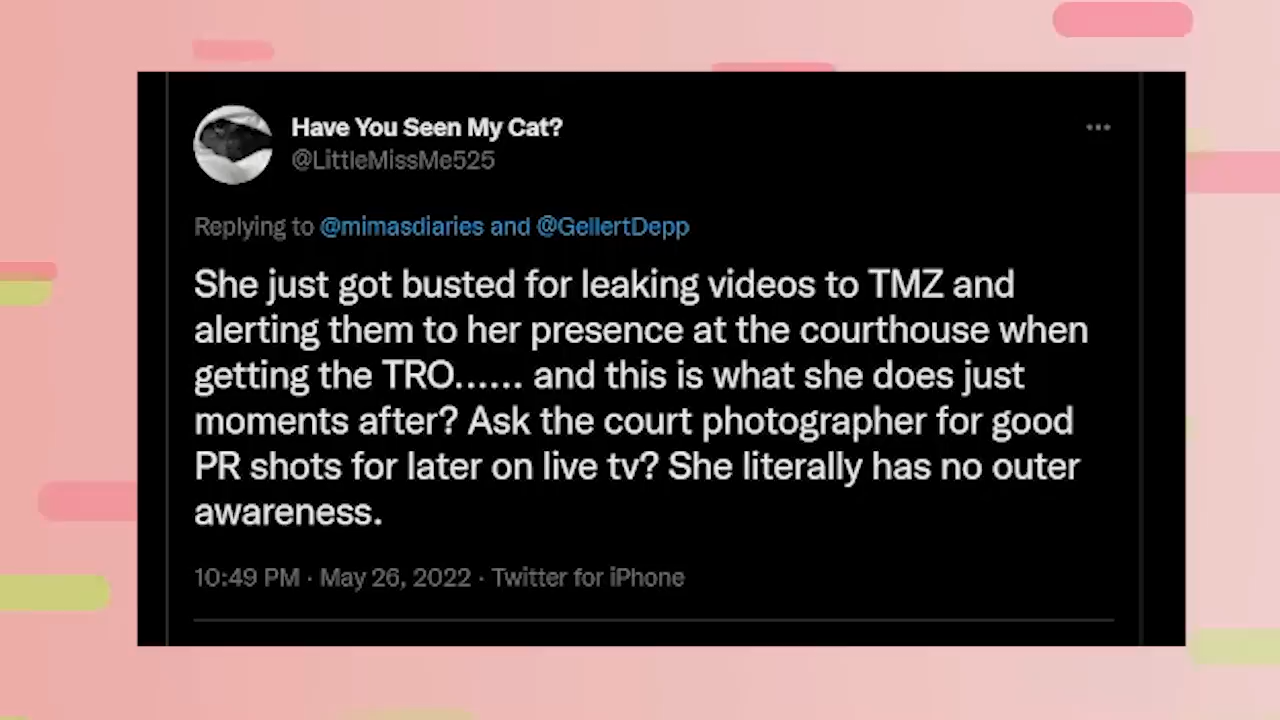 Have You Seen My Cat?
@LittleMissMe525
Replying to @mimasdiaries and @GellertDepp
She just got busted for leaking videos to TMZ and
alerting them to her presence at the courthouse when
getting the TRO...... and this is what she does just
moments after? Ask the court photographer for good
PR shots for later on live tv? She literally has no outer
awareness.
10:49 PM · May 26, 2022 · Twitter for iPhone